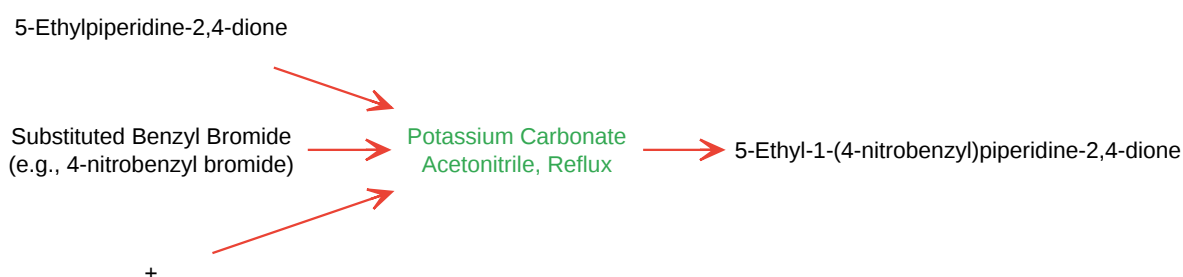 5-Ethylpiperidine-2,4-dione
Substituted Benzyl Bromide
(e.g., 4-nitrobenzyl bromide)
Potassium Carbonate
Acetonitrile, Reflux
5-Ethyl-1-(4-nitrobenzyl)piperidine-2,4-dione
+